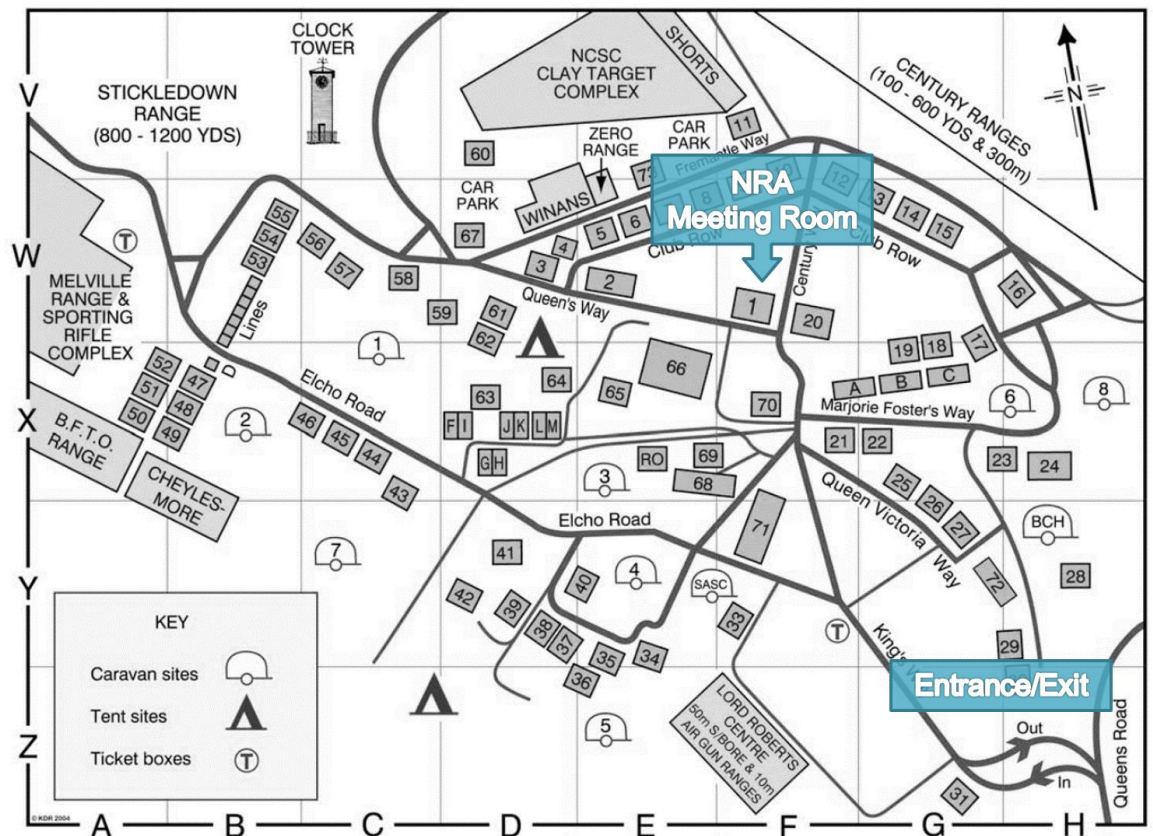 CLOCK
TOWER
V
STICKLEDOWN
RANGE
(800 - 1200 YDS)
NCSC
CLAY TARGET
COMPLEX
SHORTS
CENTURY RANGES
(100 - 600 YDS & 300m)
N
60
ZERO
RANGE
CAR
PARK
11
Fremantle Way
CAR
PARK
WINANS
73
NRA
Meeting Room
8
12
13
14
15
55
54
53
56
57
T
W
67
4
5
6
3
2
Club Row
Century
Club Row
58
16
MELVILLE
RANGE &
SPORTING
RIFLE
COMPLEX
Lines
59
61
62
Queen's Way
1
20
1
52
51
50
47
48
49
D
2
Elcho Road
64
63
65
66
70
19
18
17
A
B
C
6
8
X
Marjorie Foster's Way
B.F.T.O.
RANGE
46
45
44
43
F
I
J
K
L
M
G
H
RO
69
68
3
21
22
23
24
CHEYLES-
MORE
25
26
27
Queen Victoria Way
BCH
71
Elcho Road
7
41
4
40
SASC
28
72
Y
42
39
38
37
36
35
34
33
T
29
King's
KEY
Caravan sites
Tent sites
Ticket boxes
T
Entrance/Exit
5
LORD ROBERTS
CENTRE
50m S/BORE & 10m
AIR GUN RANGES
Z
Out
In
Queens Road
31
© KDR 2004
A
B
C
D
E
F
G
H